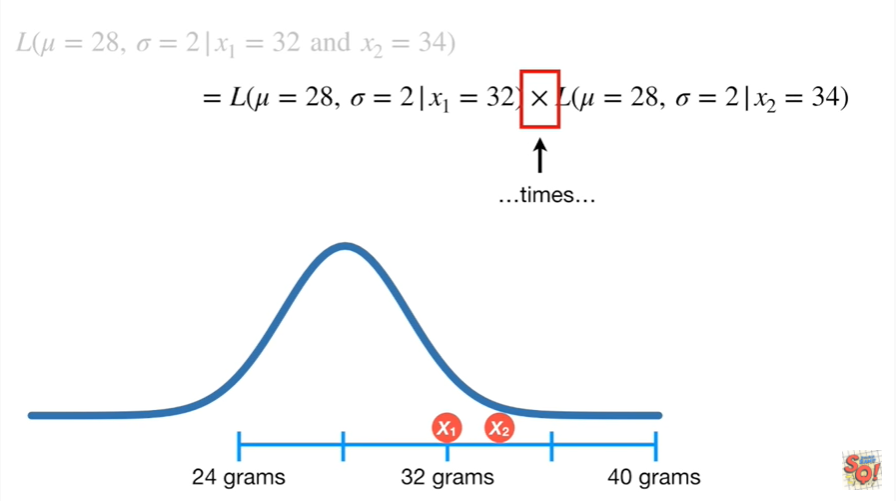 L(μ = 28, σ = 2 | x₁ = 32 and x₂ = 34)
= L(μ = 28, σ = 2 | x₁ = 32) × L(μ = 28, σ = 2 | x₂ = 34)
...times...
X₁ X₂
24 grams 32 grams 40 grams
SQ!